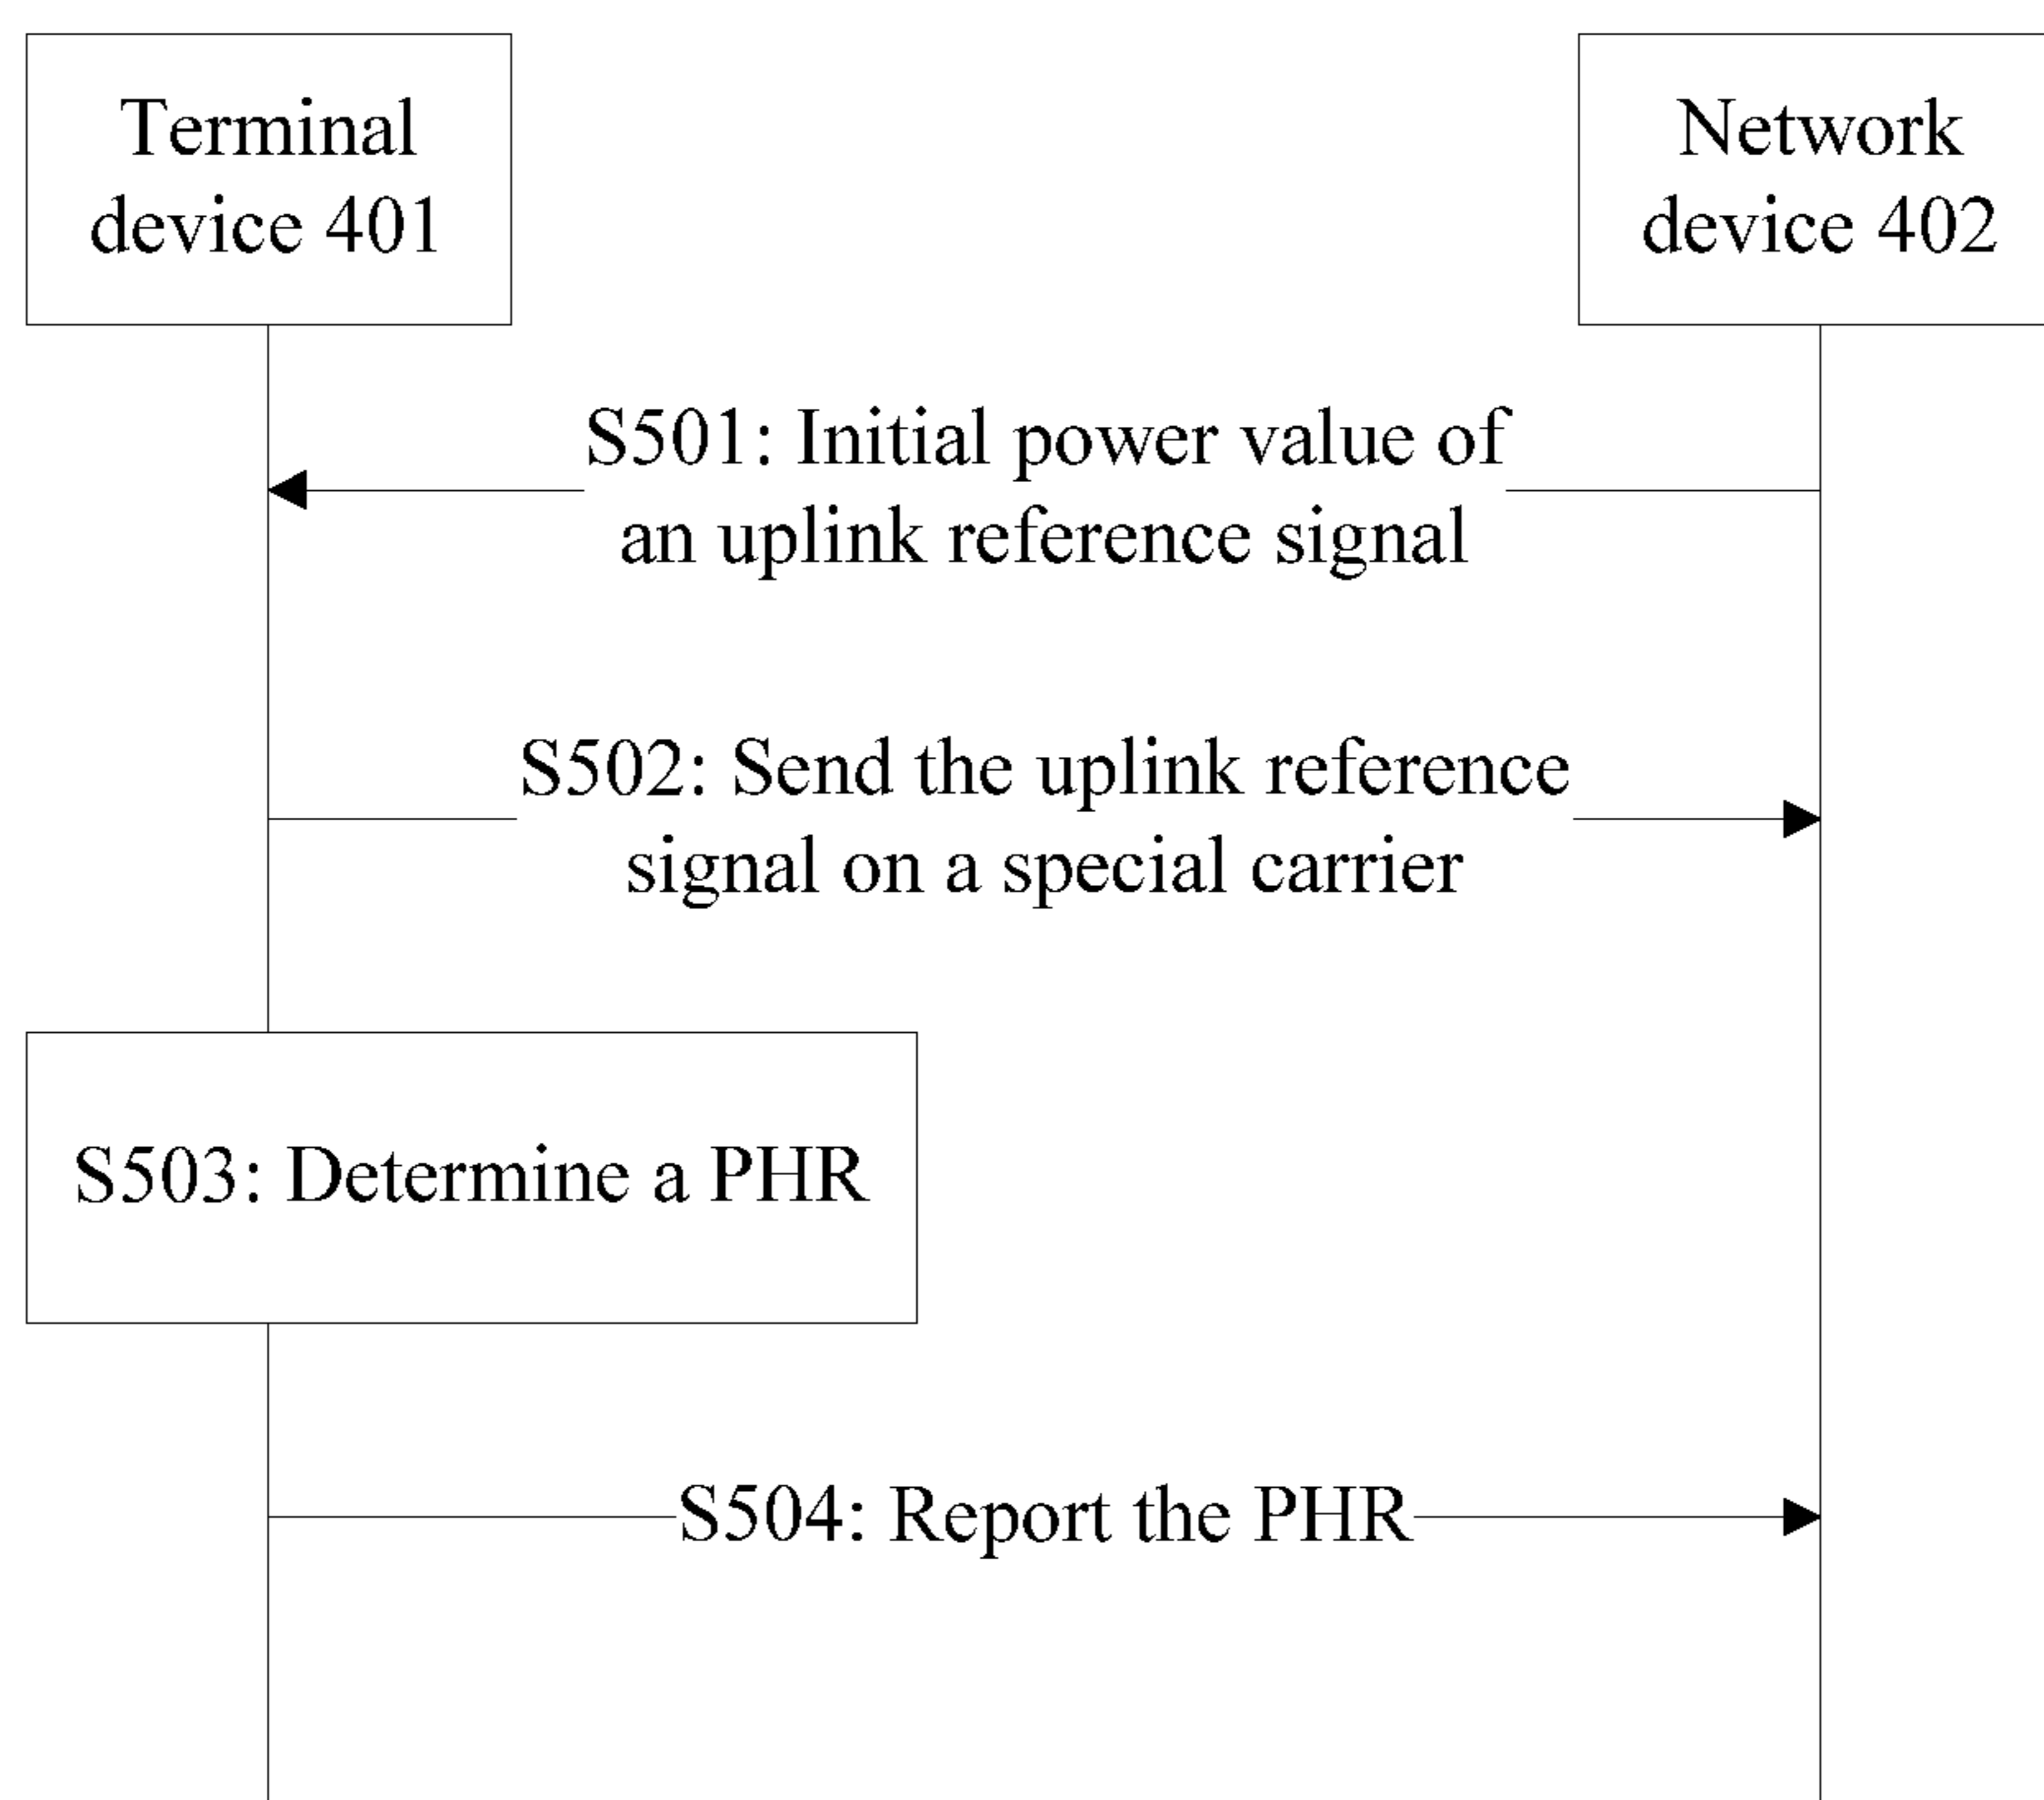 Terminal
device 401
Network
device 402
S501: Initial power value of
an uplink reference signal
S502: Send the uplink reference
signal on a special carrier
S503: Determine a PHR
S504: Report the PHR